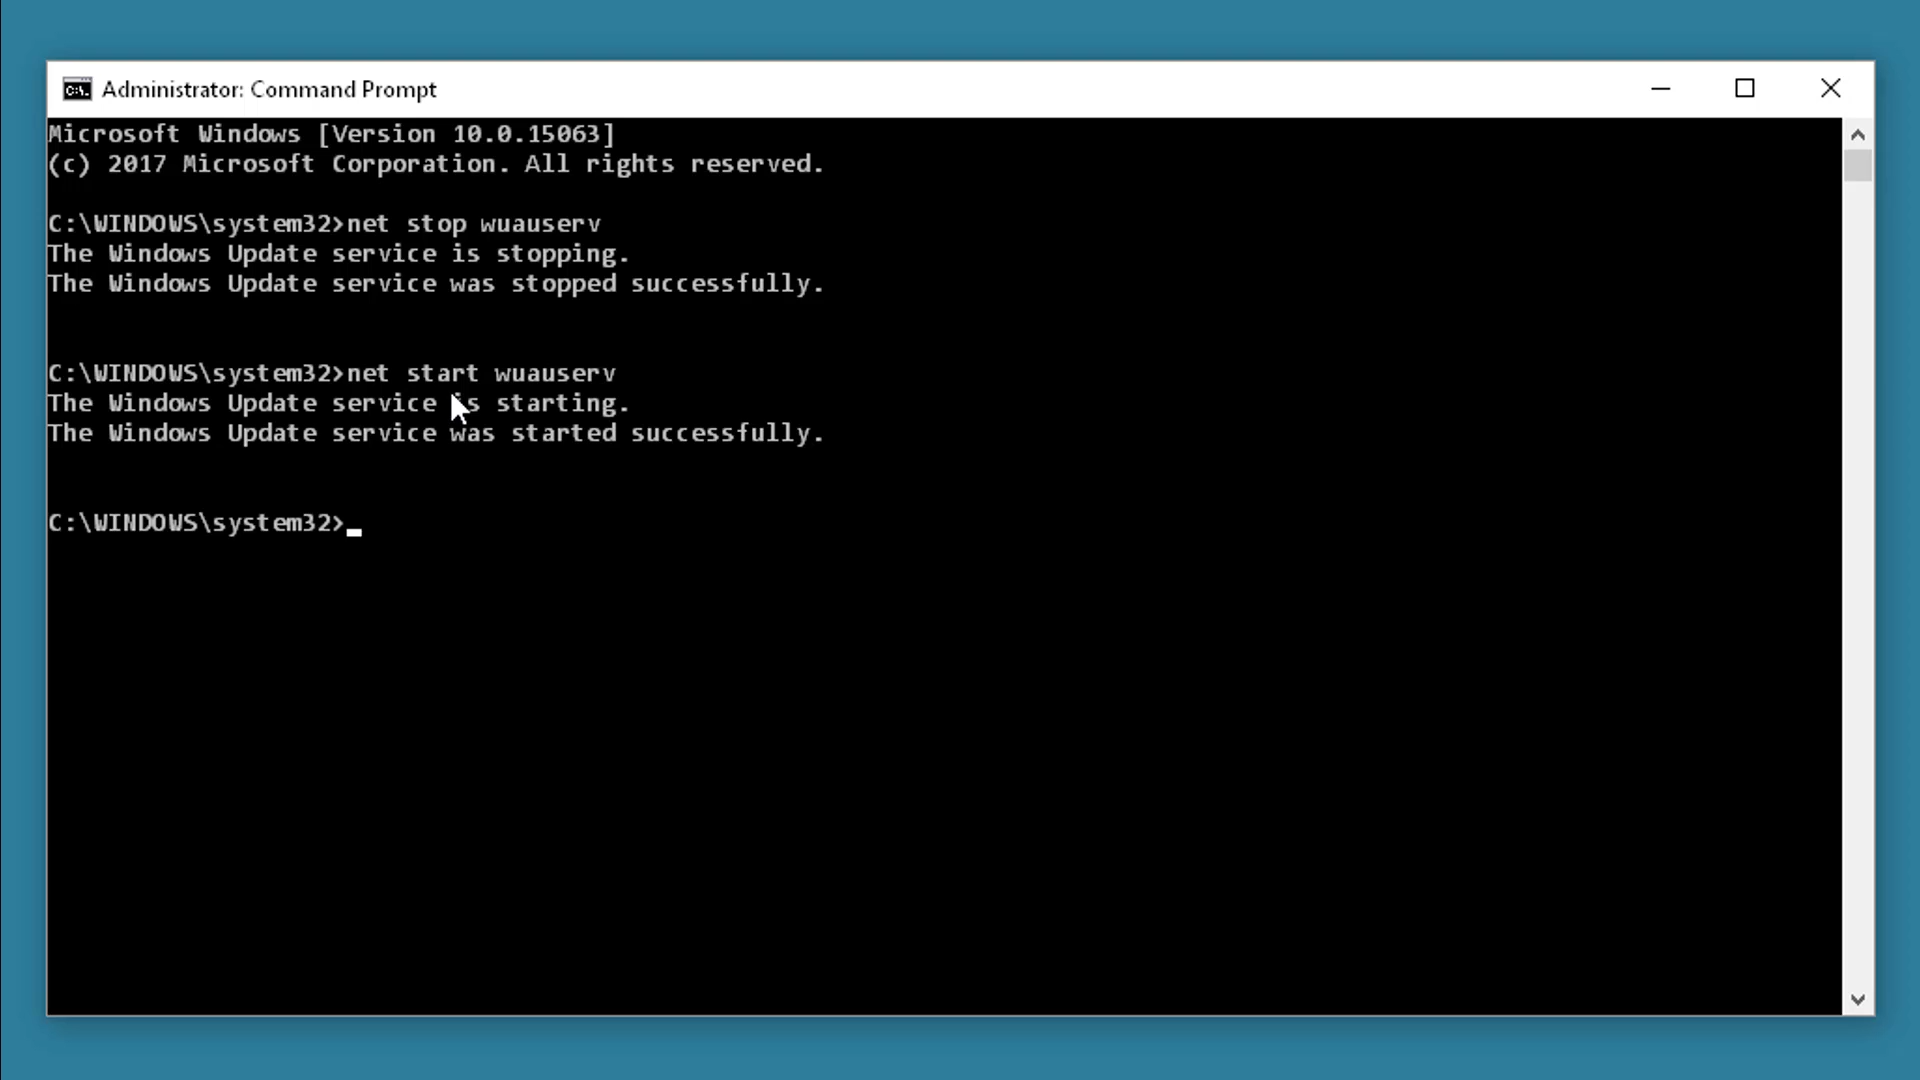 Administrator: Command Prompt
Microsoft Windows [Version 10.0.15063]
(c) 2017 Microsoft Corporation. All rights reserved.
C:\WINDOWS\system32>net stop wuauserv
The Windows Update service is stopping.
The Windows Update service was stopped successfully.
C:\WINDOWS\system32>net start wuauserv
The Windows Update service is starting.
The Windows Update service was started successfully.
C:\WINDOWS\system32>